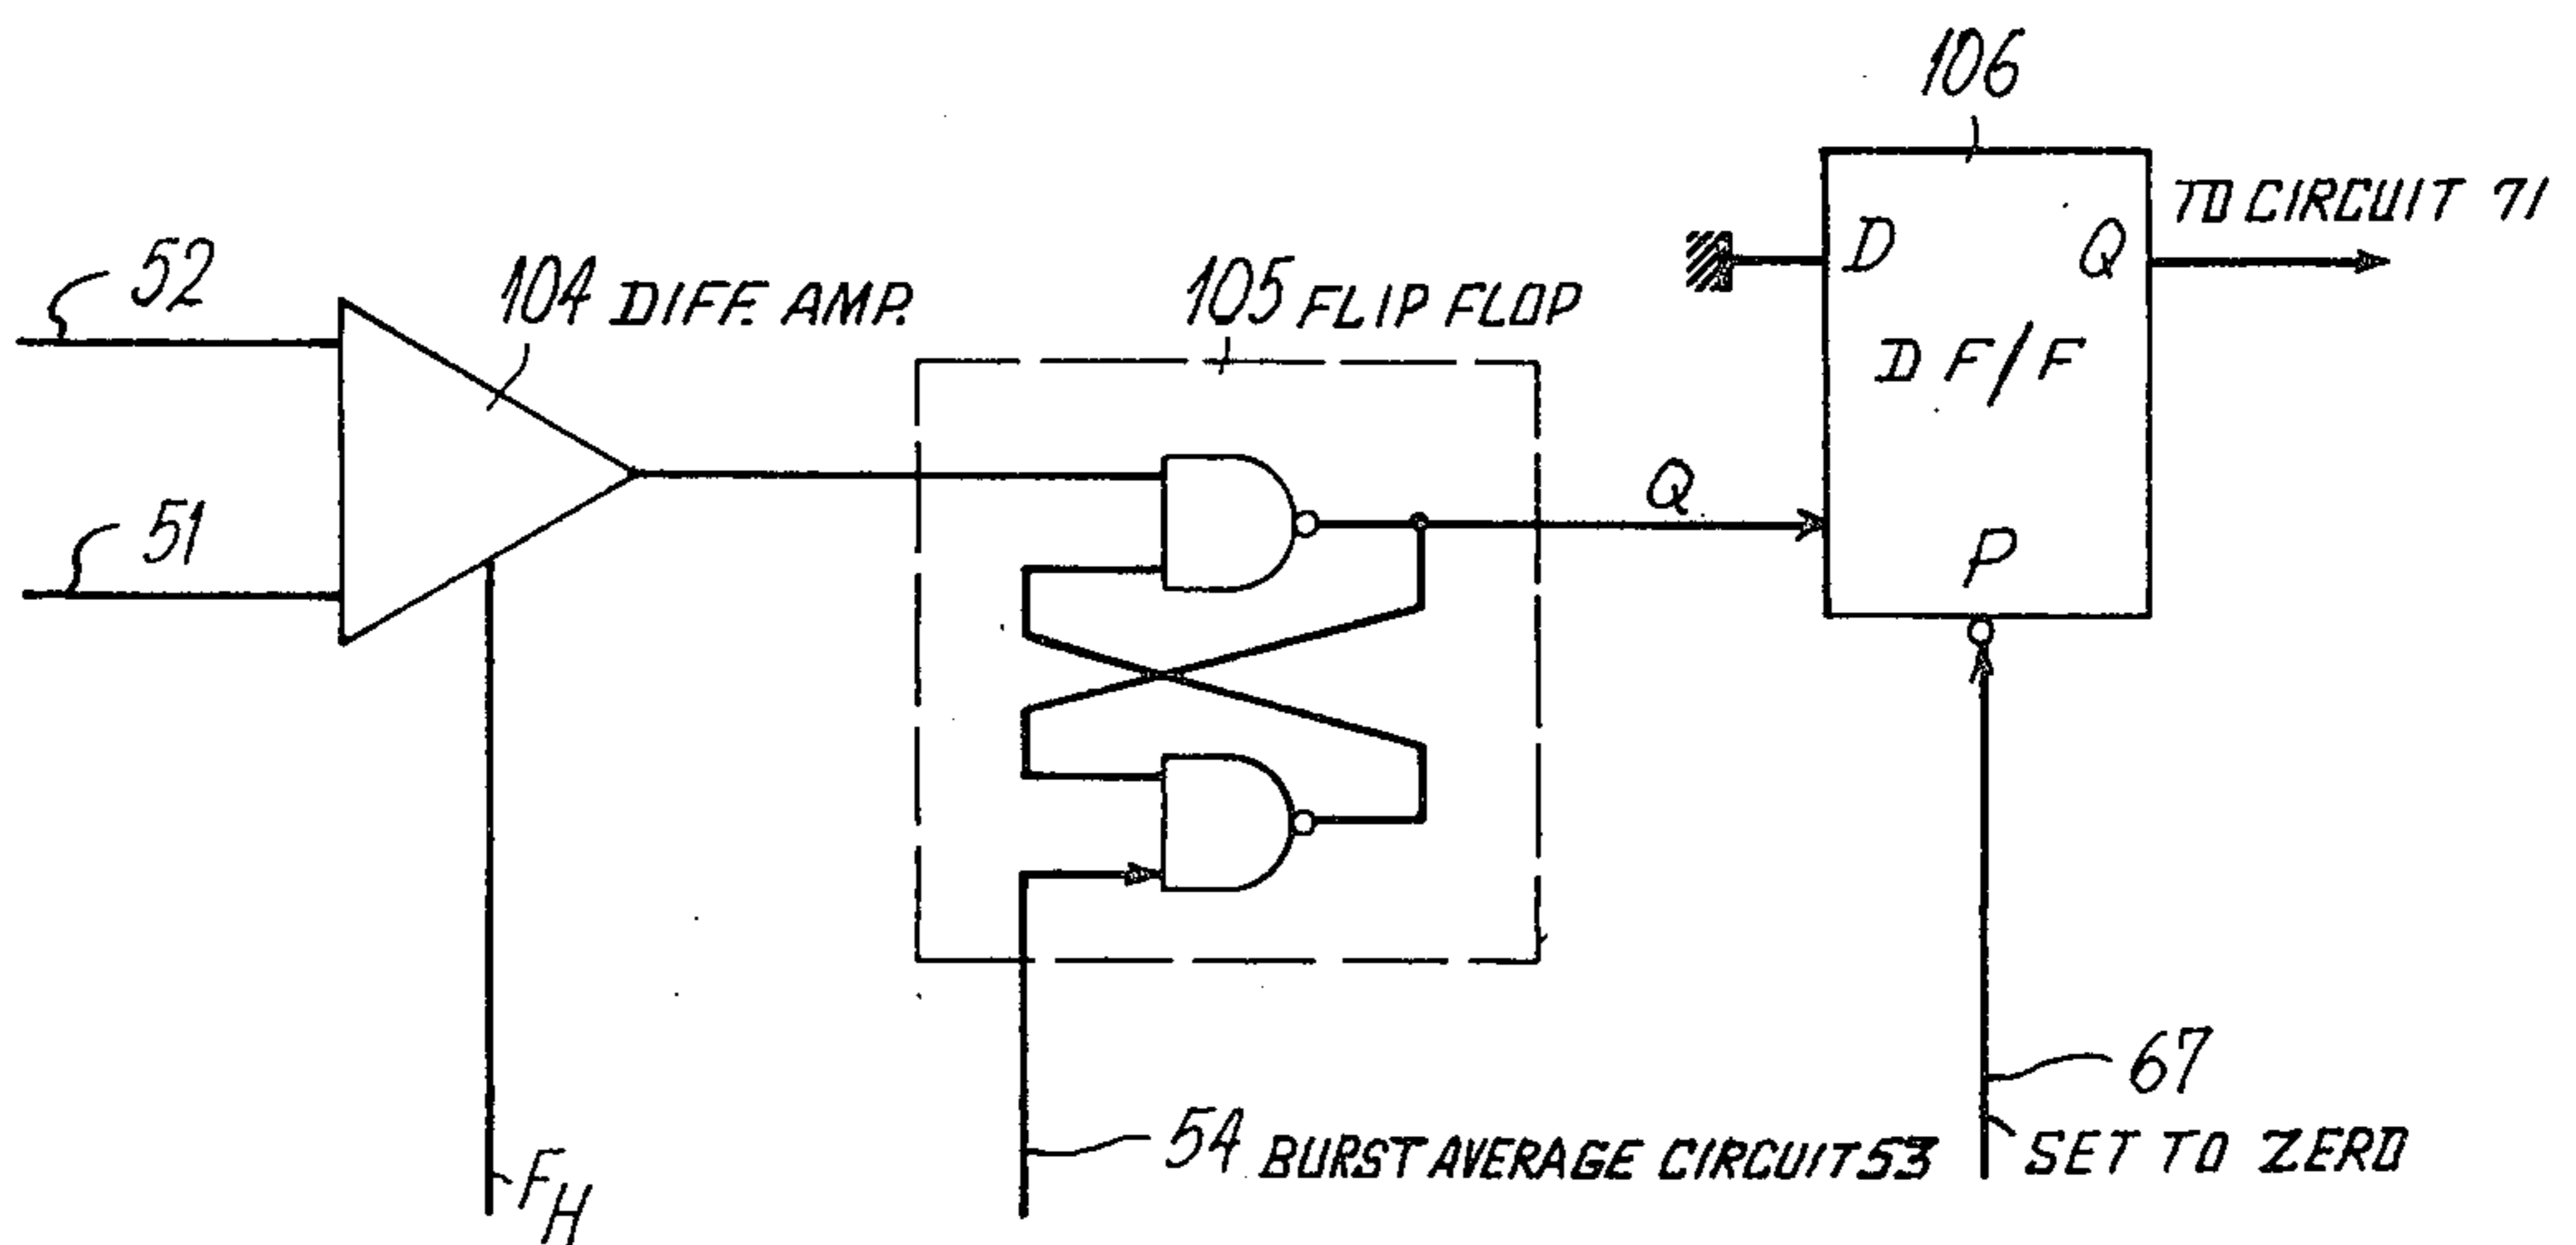 106
TO CIRCUIT 71
52
104 DIFF. AMP.
105 FLIP FLOP
D
Q
D F/F
51
Q
P
67
54 BURST AVERAGE CIRCUIT 53
SET TO ZERO
FH